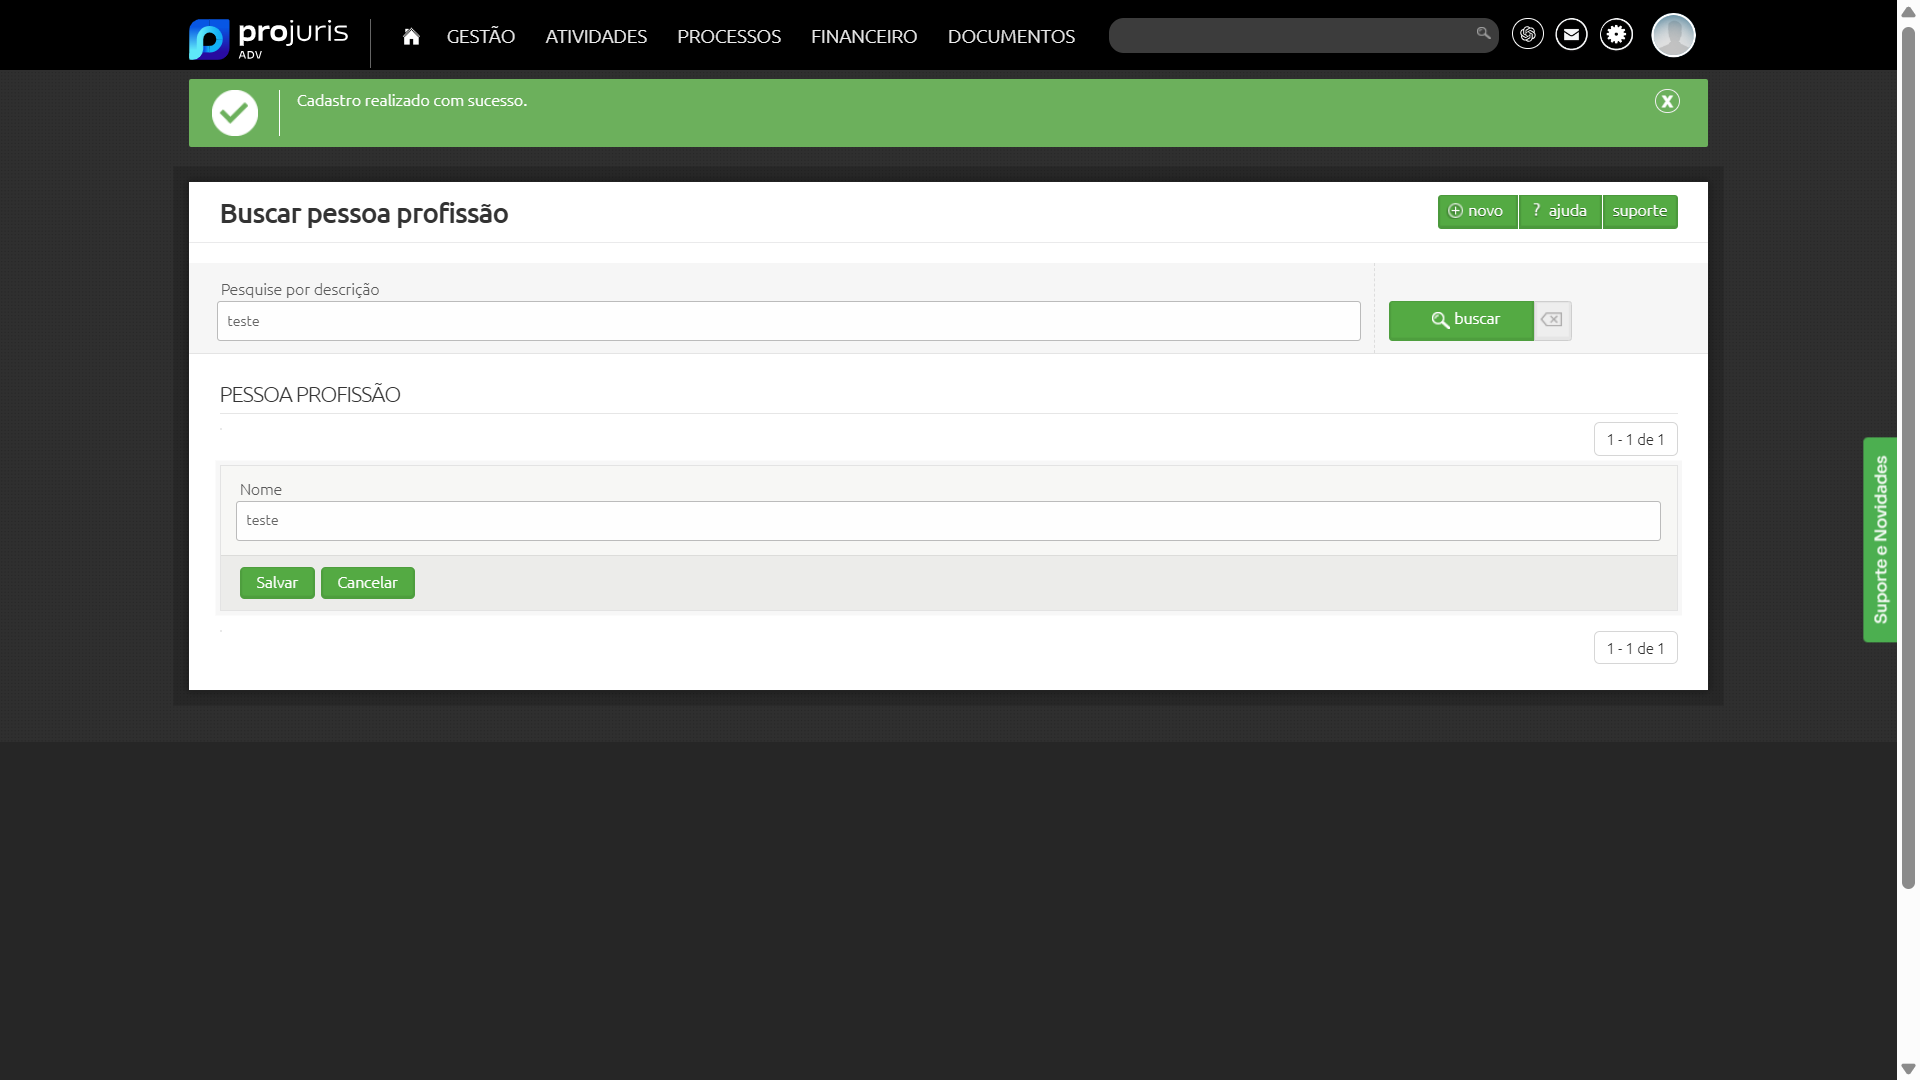 projuris
ADV
GESTÃO
ATIVIDADES
PROCESSOS
FINANCEIRO
DOCUMENTOS
Cadastro realizado com sucesso.
x
Buscar pessoa profissão
novo
? ajuda
suporte
Pesquise por descrição
teste
buscar
PESSOA PROFISSÃO
1 - 1 de 1
Nome
teste
Salvar
Cancelar
1 - 1 de 1
Suporte e Novidades